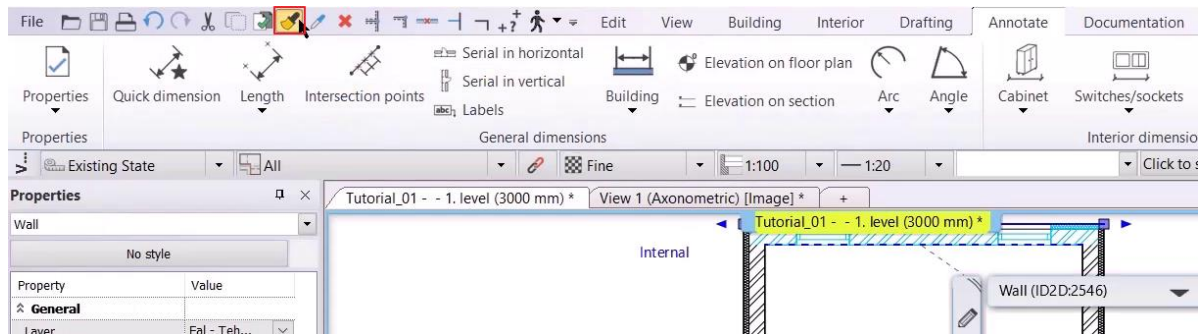 File Edit View Building Interior Drafting Annotate Documentation
Serial in horizontal
Elevation on floor plan
Serial in vertical
Properties Quick dimension Length Intersection points Building Arc Angle Cabinet Switches/sockets
Elevation on section
abc Labels
Properties General dimensions Interior dimensio
Existing State All Fine 1:100 1:20 Click to s
Properties Tutorial_01 - - 1. level (3000 mm) * View 1 (Axonometric) [Image] * +
Wall Tutorial_01 - - 1. level (3000 mm) *
No style Internal
Property Value Wall (ID2D:2546)
General
Layer Fal - Teh...